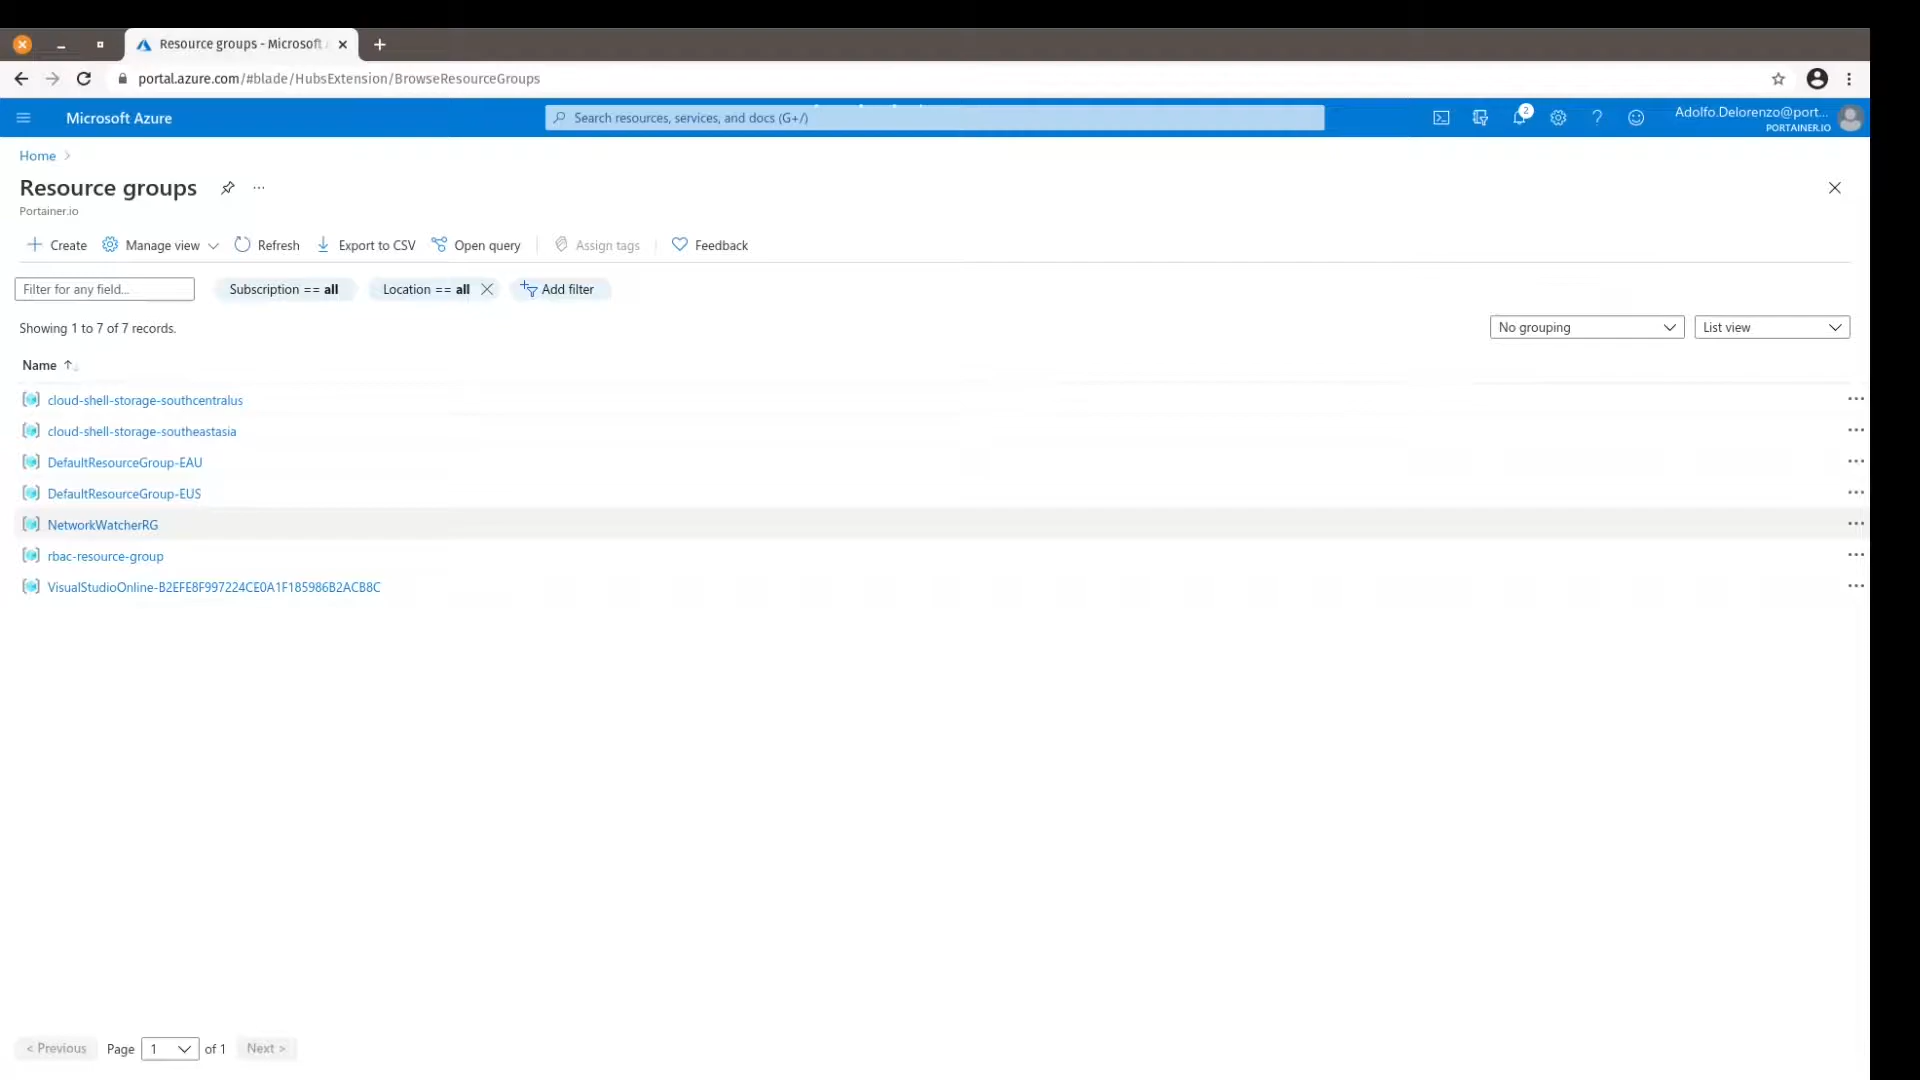 Resource groups - Microsoft
portal.azure.com/#blade/HubsExtension/BrowseResourceGroups
Microsoft Azure
Search resources, services, and docs (G+/)
2
Adolfo.Delorenzo@port...
PORTAINER.IO
Home
Resource groups
Portainer.io
Create
Manage view
Refresh
Export to CSV
Open query
Assign tags
Feedback
Filter for any field...
Subscription == all
Location == all
Add filter
Showing 1 to 7 of 7 records.
No grouping
List view
Name
cloud-shell-storage-southcentralus
cloud-shell-storage-southeastasia
DefaultResourceGroup-EAU
DefaultResourceGroup-EUS
NetworkWatcherRG
rbac-resource-group
VisualStudioOnline-B2EFE8F997224CE0A1F185986B2ACB8C
< Previous
Page
1
of 1
Next >